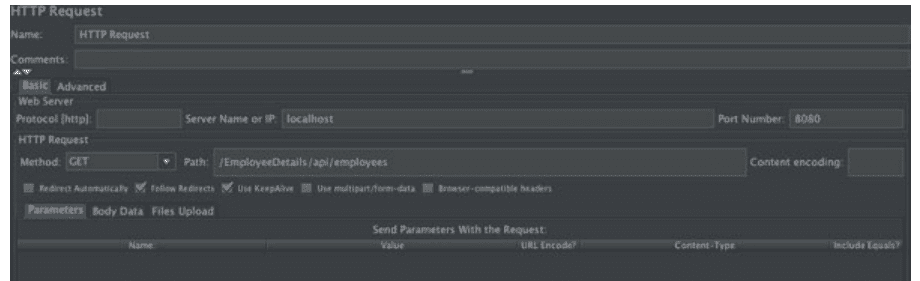 HTTP Request
Name: HTTP Request
Comments:
Basic Advanced
Web Server
Protocol [http]: Server Name or IP: localhost Port Number: 8080
HTTP Request
Method: GET Path: /EmployeeDetails/api/employees Content encoding:
Redirect Automatically Follow Redirects Use KeepAlive Use multipart/form-data Browser-compatible headers
Parameters Body Data Files Upload
Send Parameters With the Request:
Name: Value URL Encode? Content-Type Include Equals?